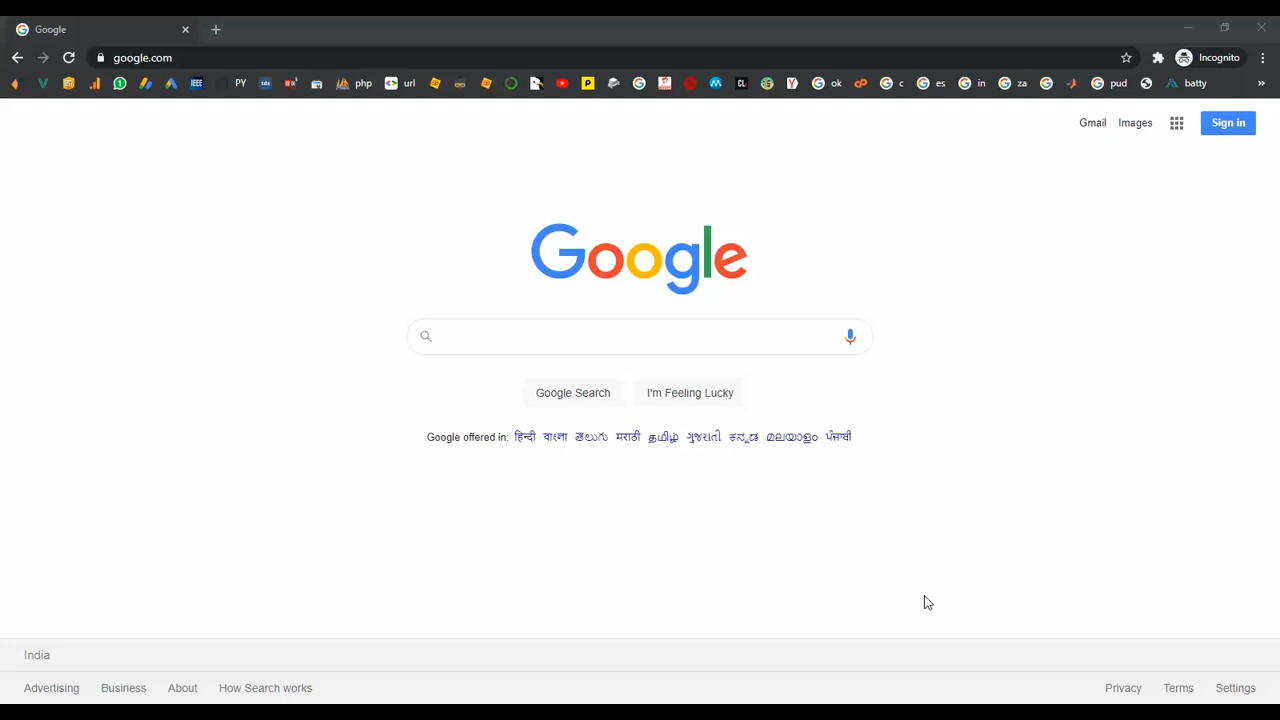 Google
google.com
Incognito
PY php url ok c es in za pud batty »
Gmail Images Sign in
Google
Google Search I'm Feeling Lucky
Google offered in: हिन्दी বাংলা తెలుగు मराठी தமிழ் ગુજરાતી ಕನ್ನಡ മലയാളം ਪੰਜਾਬੀ
India
Advertising Business About How Search works Privacy Terms Settings